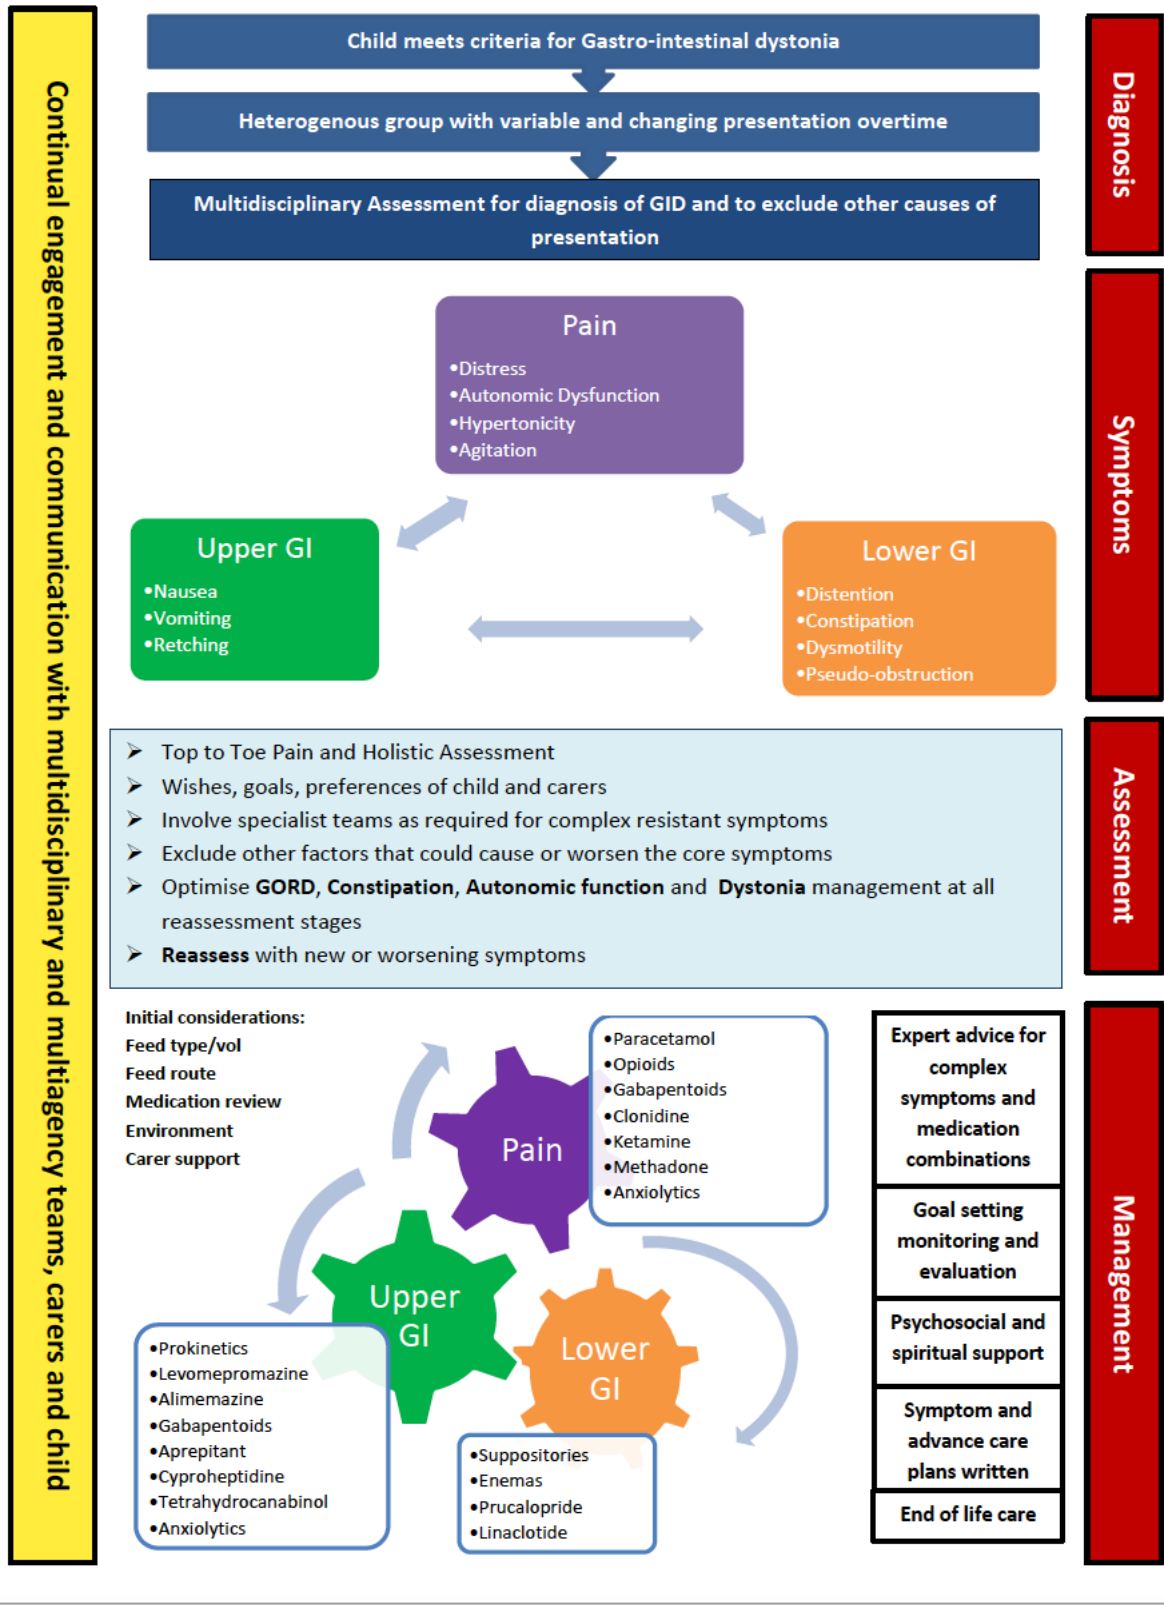 Continual engagement and communication with multidisciplinary and multiagency teams, carers and child
Child meets criteria for Gastro-intestinal dystonia
Heterogenous group with variable and changing presentation overtime
Multidisciplinary Assessment for diagnosis of GID and to exclude other causes of
presentation
Diagnosis
Pain
•Distress
•Autonomic Dysfunction
•Hypertonicity
•Agitation
Upper GI
•Nausea
•Vomiting
•Retching
Lower GI
•Distention
•Constipation
•Dysmotility
•Pseudo-obstruction
Symptoms
➢ Top to Toe Pain and Holistic Assessment
➢ Wishes, goals, preferences of child and carers
➢ Involve specialist teams as required for complex resistant symptoms
➢ Exclude other factors that could cause or worsen the core symptoms
➢ Optimise GORD, Constipation, Autonomic function and Dystonia management at all
reassessment stages
➢ Reassess with new or worsening symptoms
Assessment
Initial considerations:
Feed type/vol
Feed route
Medication review
Environment
Carer support
Pain
•Paracetamol
•Opioids
•Gabapentoids
•Clonidine
•Ketamine
•Methadone
•Anxiolytics
Upper
GI
•Prokinetics
•Levomepromazine
•Alimemazine
•Gabapentoids
•Aprepitant
•Cyproheptidine
•Tetrahydrocanabinol
•Anxiolytics
Lower
GI
•Suppositories
•Enemas
•Prucalopride
•Linaclotide
Expert advice for
complex
symptoms and
medication
combinations
Goal setting
monitoring and
evaluation
Psychosocial and
spiritual support
Symptom and
advance care
plans written
End of life care
Management